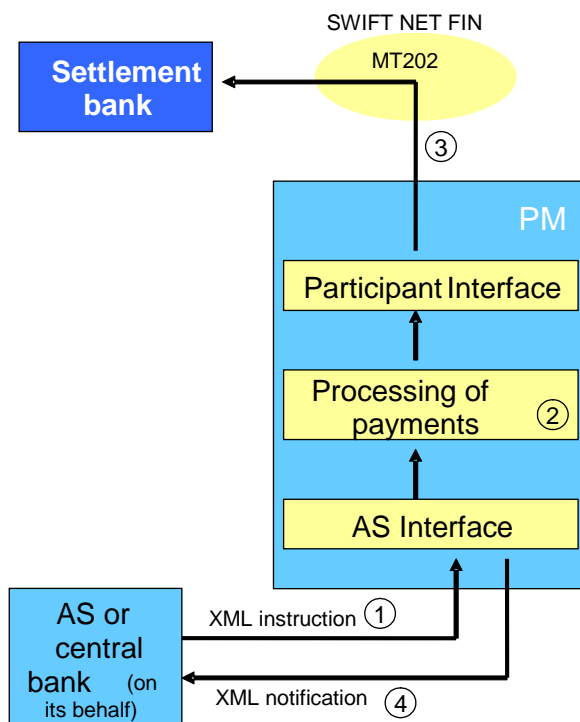 SWIFT NET FIN
MT202
Settlement
bank
③
PM
Participant Interface
Processing of
payments
②
AS Interface
AS or
central
bank (on
its behalf)
XML instruction ①
XML notification ④